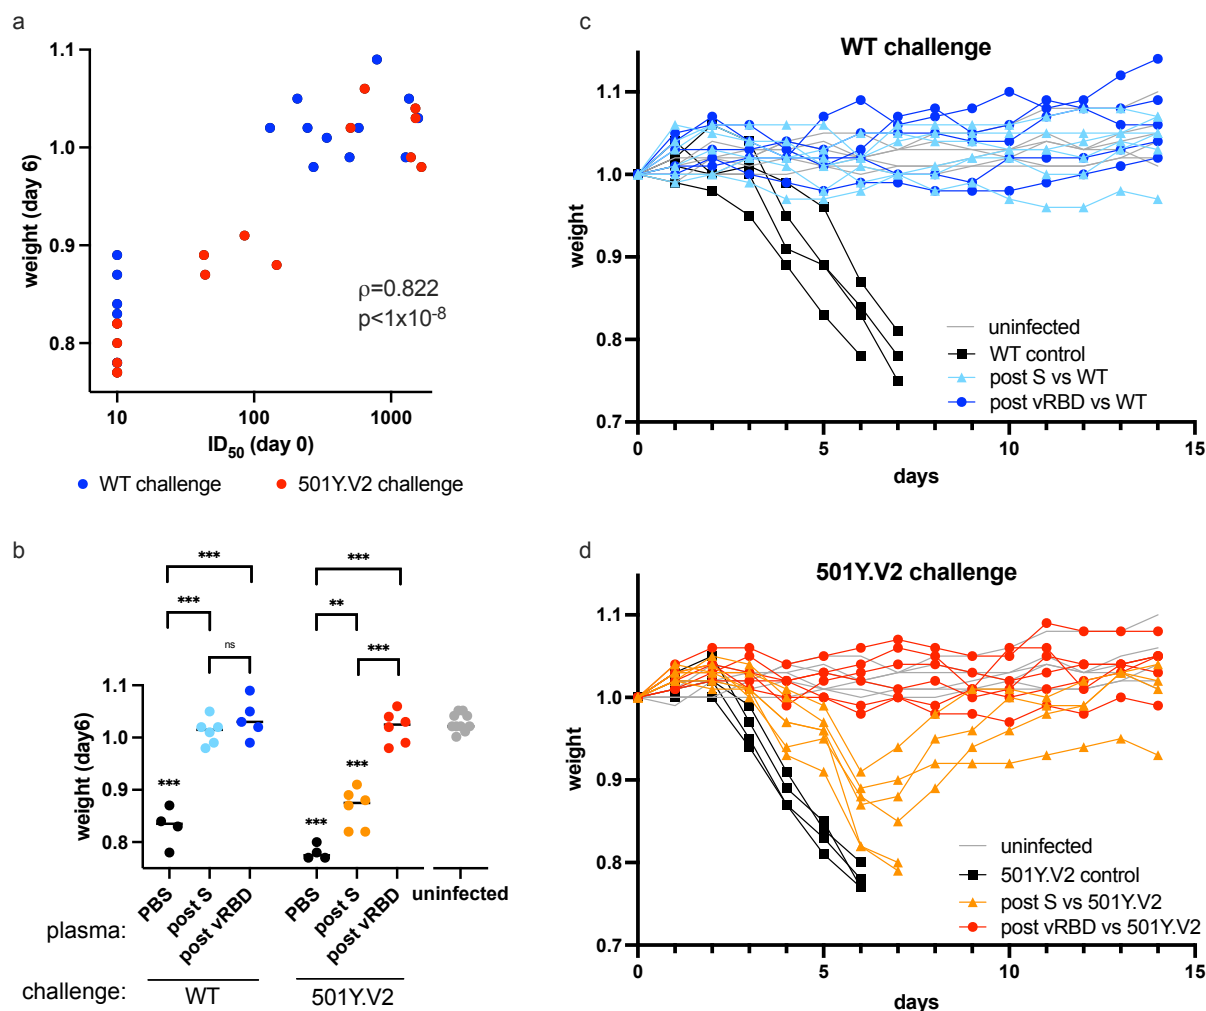 a
1.1
1.0
0.9
0.8
weight (day 6)
10
100
1000
ID50 (day 0)
ρ=0.822
p<1x10-8
WT challenge
501Y.V2 challenge
b
***
***
ns
***
**
***
***
***
***
1.1
1.0
0.9
0.8
weight (day6)
PBS
post S
post vRBD
PBS
post S
post vRBD
uninfected
plasma:
challenge:
WT
501Y.V2
c
WT challenge
1.1
1.0
0.9
0.8
0.7
weight
0
5
10
15
days
uninfected
WT control
post S vs WT
post vRBD vs WT
d
501Y.V2 challenge
1.1
1.0
0.9
0.8
0.7
weight
0
5
10
15
days
uninfected
501Y.V2 control
post S vs 501Y.V2
post vRBD vs 501Y.V2